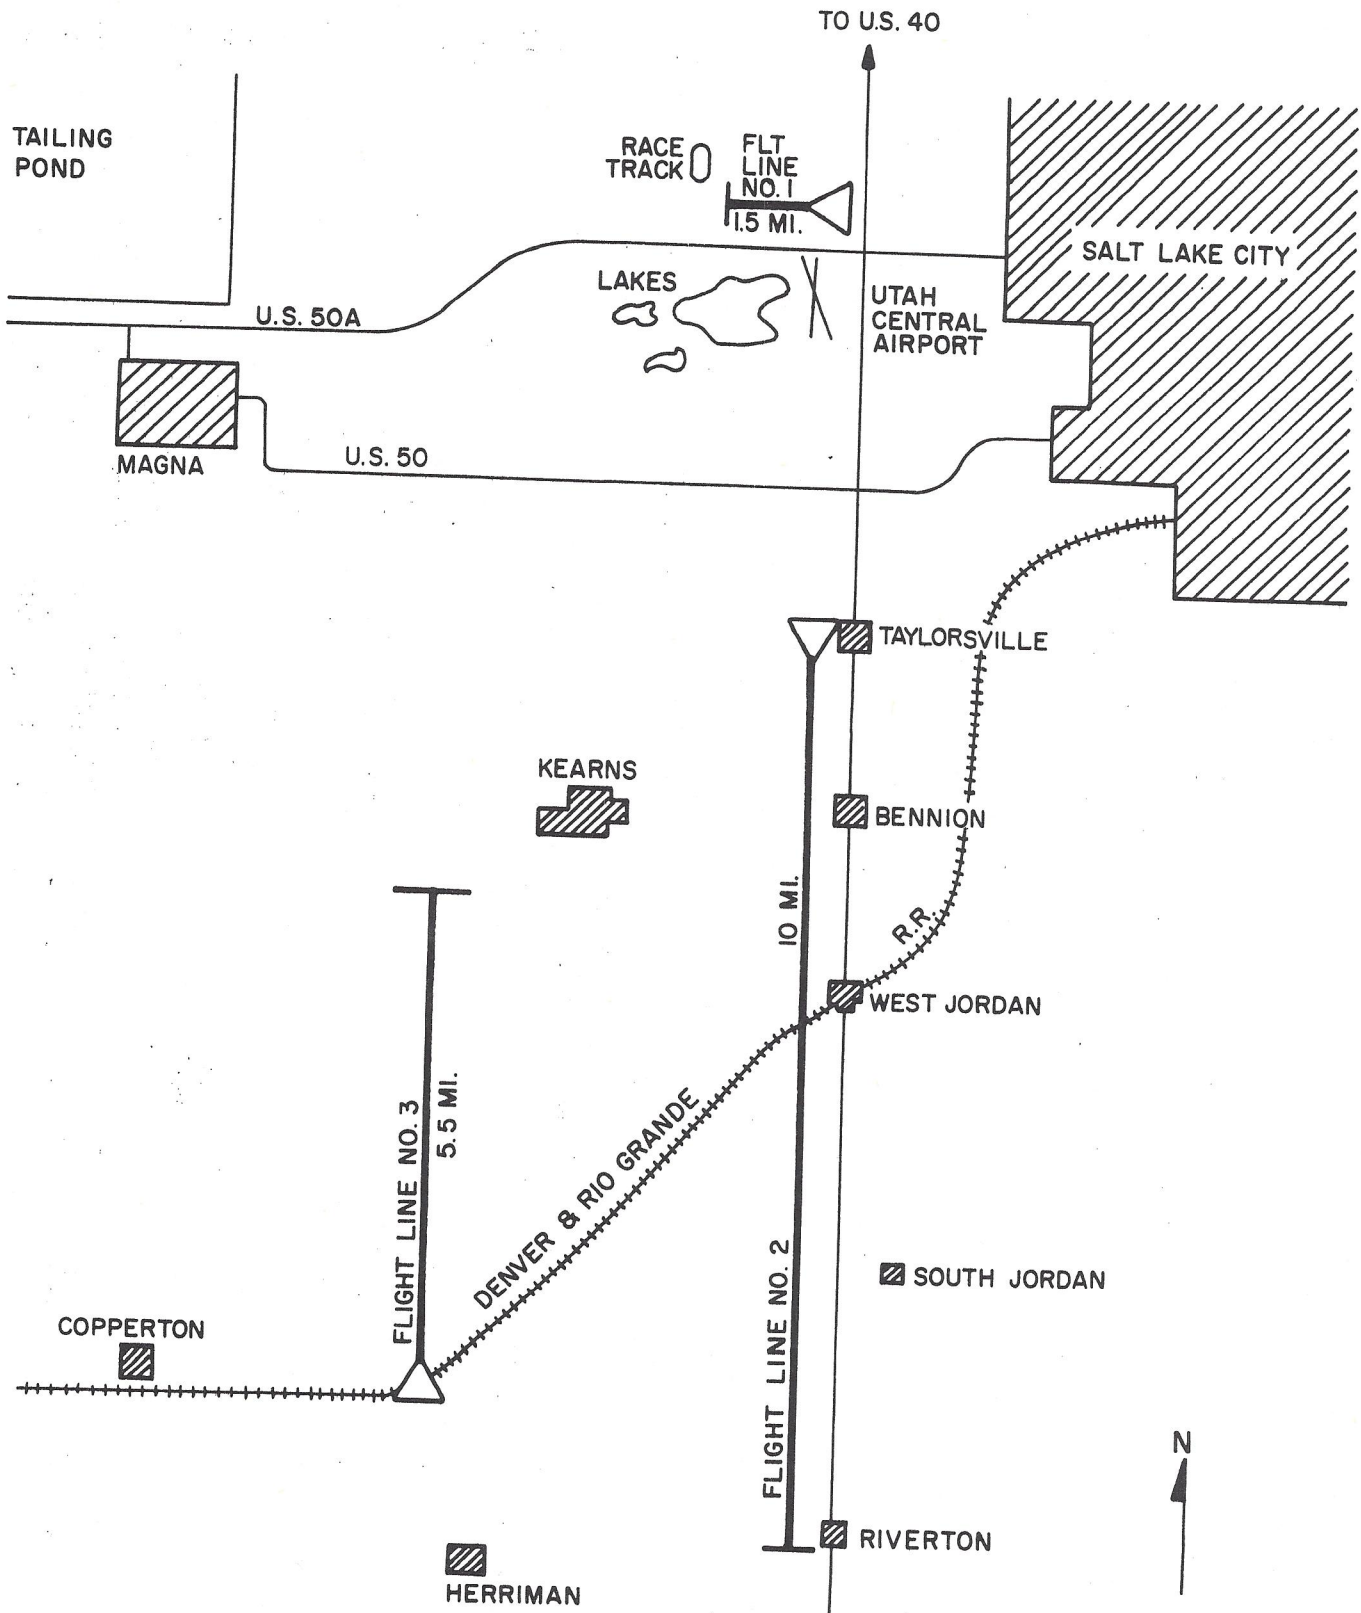 TO U.S. 40
TAILING
POND
RACE
TRACK
FLT
LINE
NO. 1
1.5 MI.
SALT LAKE CITY
LAKES
UTAH
CENTRAL
AIRPORT
U.S. 50A
MAGNA
U.S. 50
TAYLORSVILLE
KEARNS
BENNION
10 MI.
R.R.
WEST JORDAN
FLIGHT LINE NO. 3
5.5 MI.
DENVER & RIO GRANDE
FLIGHT LINE NO. 2
SOUTH JORDAN
COPPERTON
N
RIVERTON
HERRIMAN